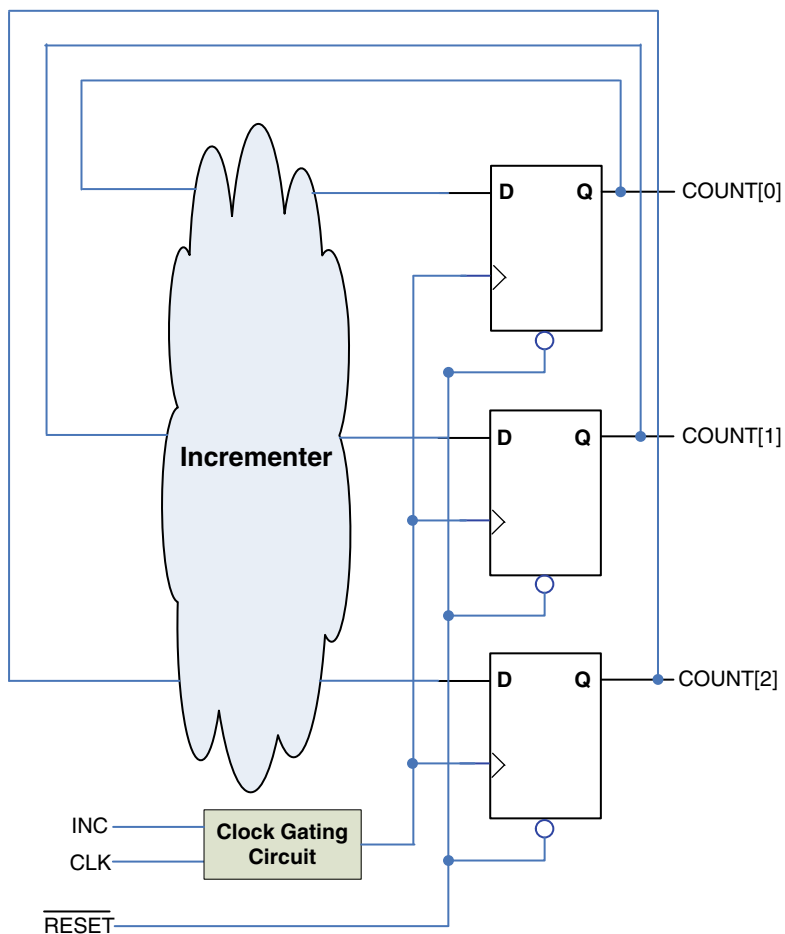 D Q COUNT[0]
D Q COUNT[1]
Incrementer
D Q COUNT[2]
INC
CLK
Clock Gating
Circuit
RESET